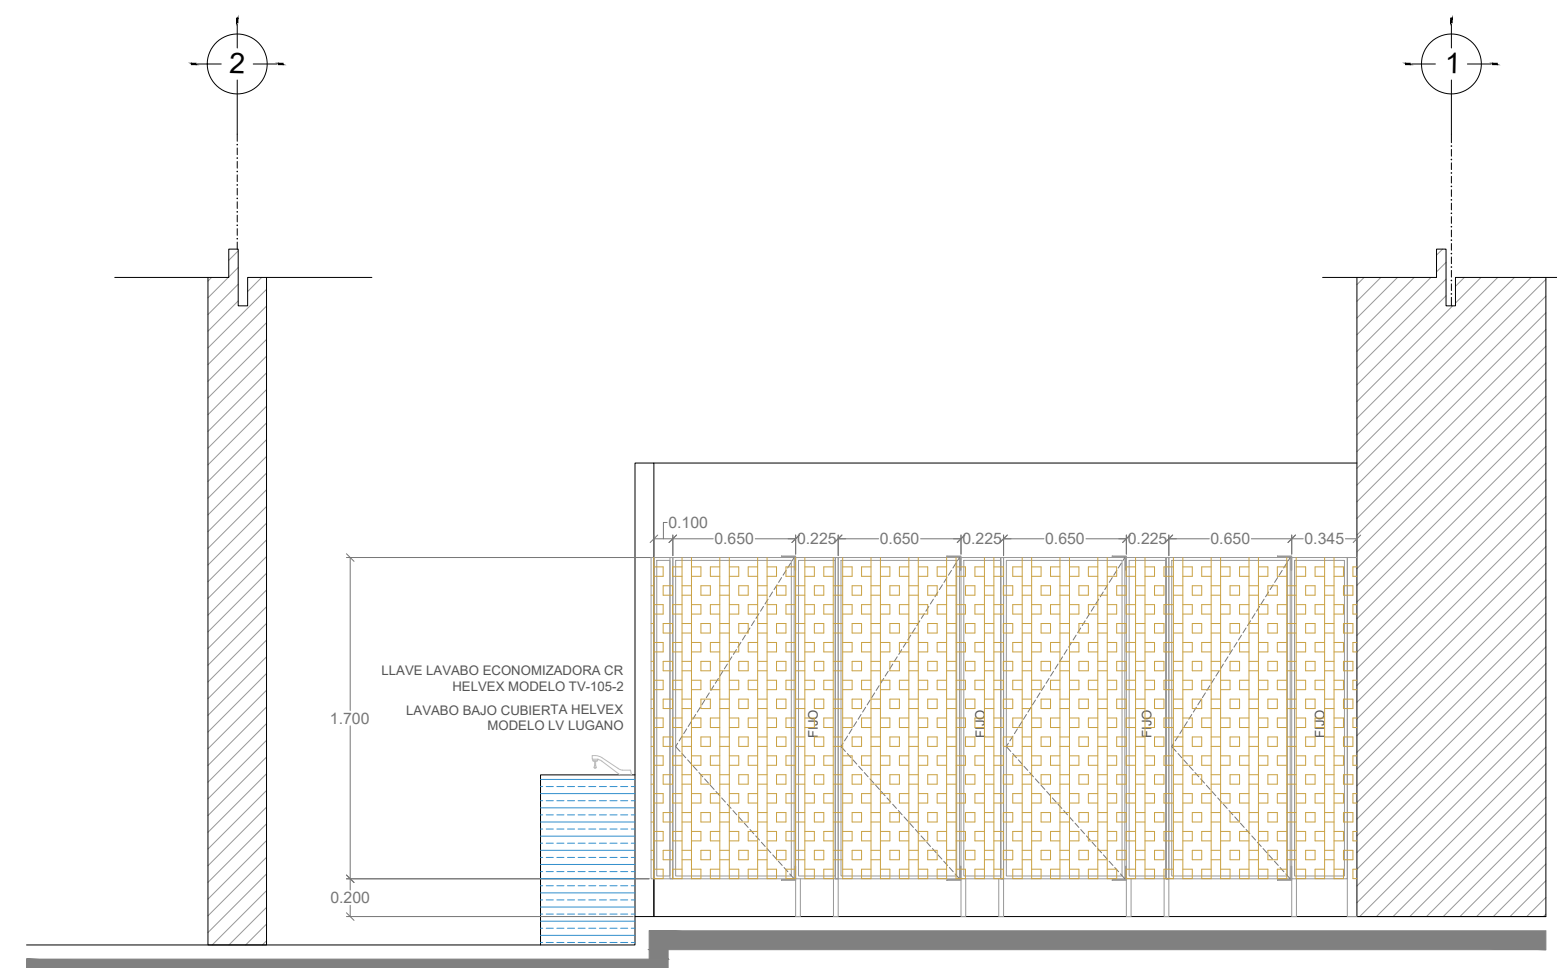 2
1
0.100
0.650
0.225
0.650
0.225
0.650
0.225
0.650
0.345
LLAVE LAVABO ECONOMIZADORA CR
HELVEX MODELO TV-105-2
LAVABO BAJO CUBIERTA HELVEX
MODELO LV LUGANO
1.700
FIJO
FIJO
FIJO
FIJO
0.200